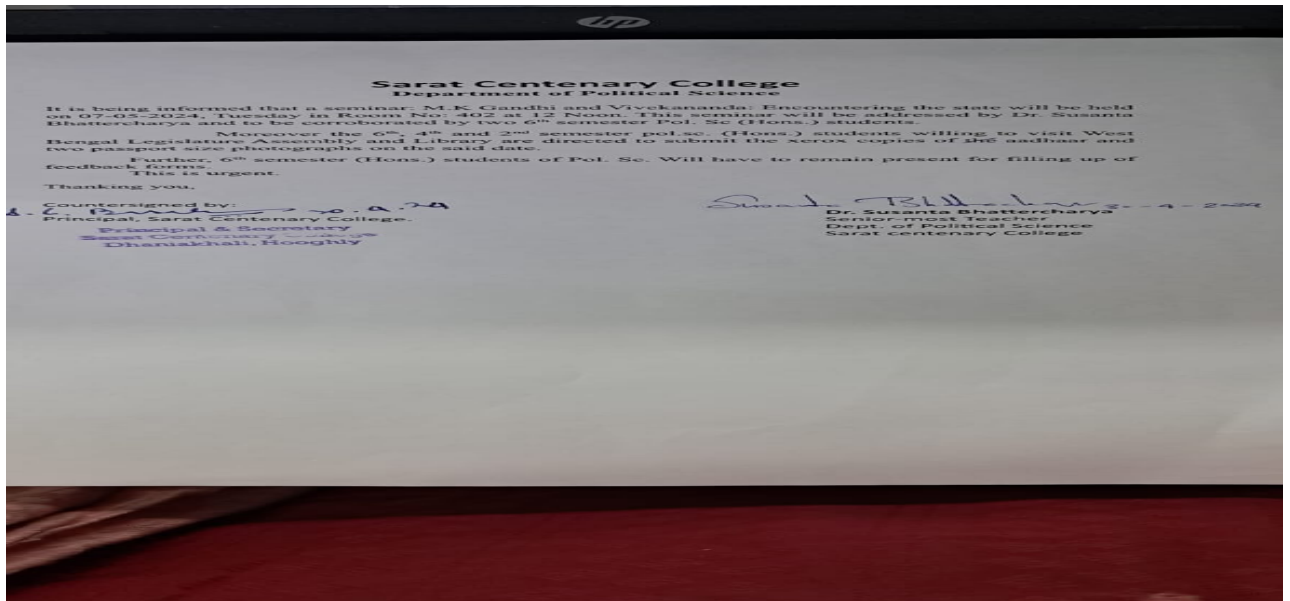 hp
Sarat Centenary College
Department of Political Science
It is being informed that a seminar: M.K Gandhi and Vivekananda: Encountering the state will be held
on 07-05-2024, Tuesday in Room No: 402 at 12 Noon. This seminar will be addressed by Dr. Susanta
Bhattercharya and to be corroborated by two 6th semester Pol. Sc (Hons.) students.
Moreover the 6th, 4th and 2nd semester pol.sc. (Hons.) students willing to visit West
Bengal Legislature Assembly and Library are directed to submit the xerox copies of aadhaar and
two passport size photographs on the said date.
Further, 6th semester (Hons.) students of Pol. Sc. Will have to remain present for filling up of
feedback forms.
This is urgent.
Thanking you,
Countersigned by:
Principal, Sarat Centenary College.
Principal & Secretary
Sarat Centenary College
Dhaniakhali, Hooghly
Susanta Bhattercharya
Dr. Susanta Bhattercharya
Senior-most Teacher
Dept. of Political Science
Sarat centenary College